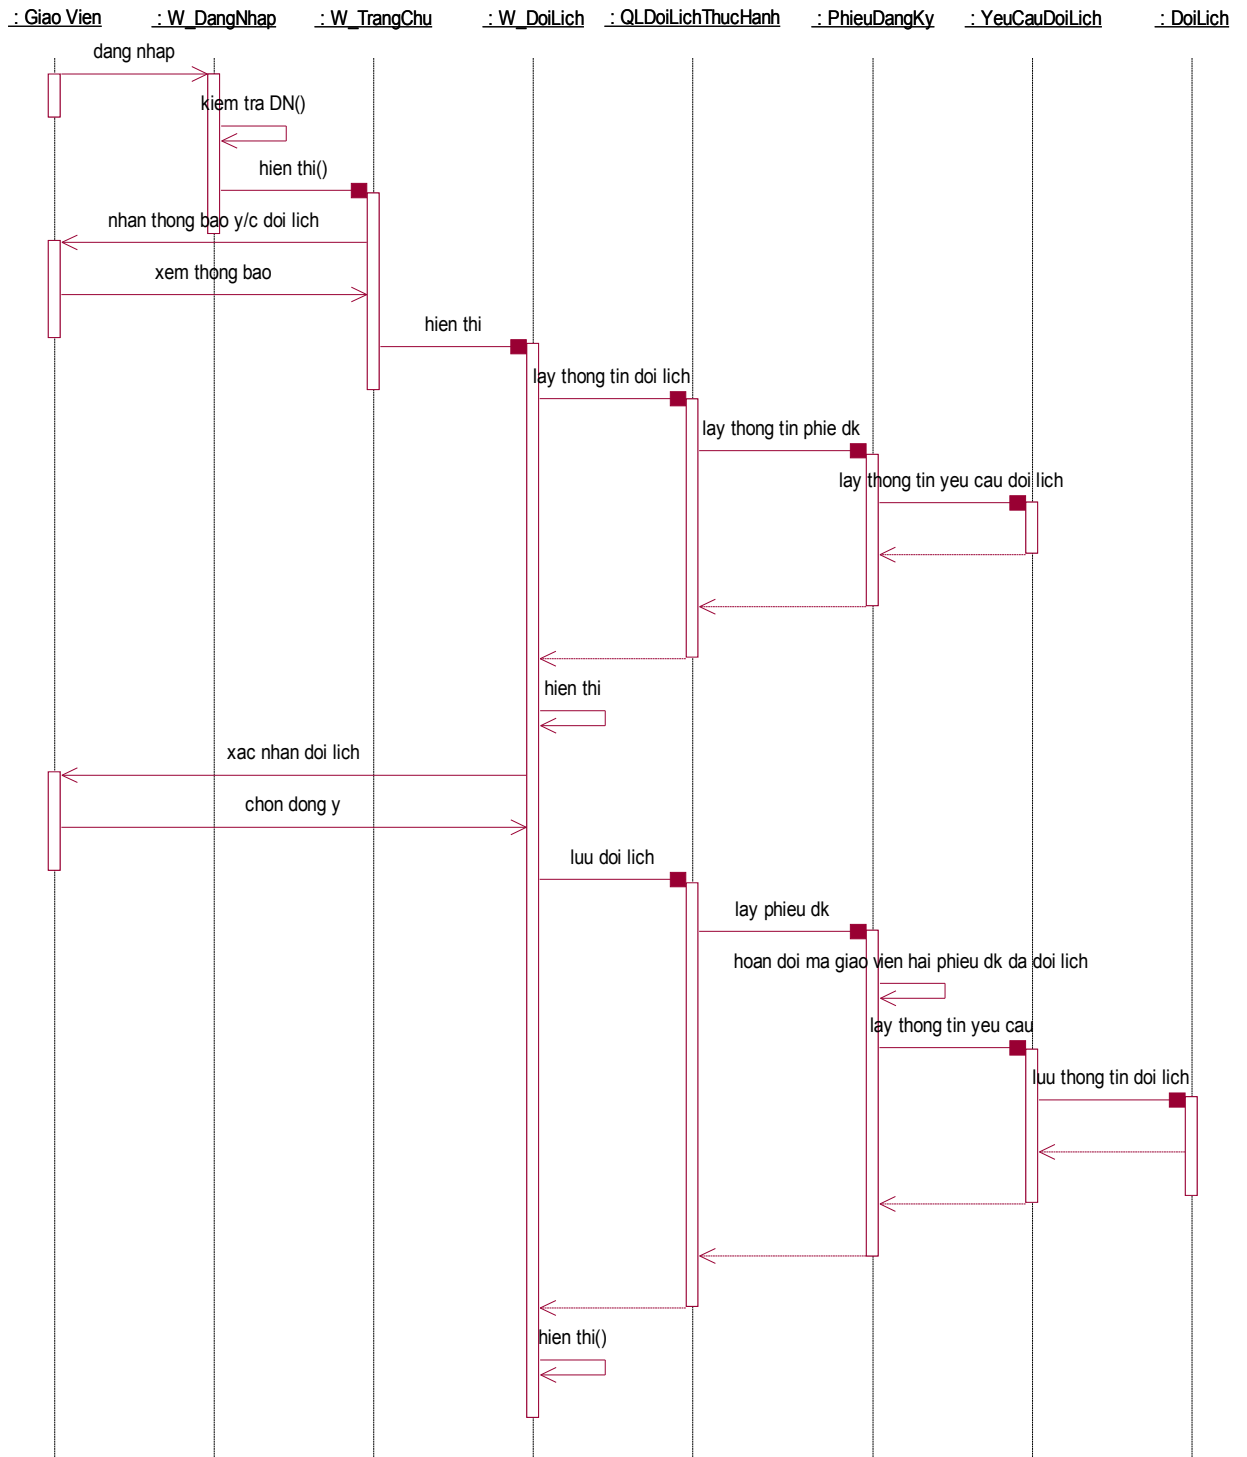 : Giao Vien
: W_DangNhap
: W_TrangChu
: W_DoiLich
: QLDoiLichThucHanh
: PhieuDangKy
: YeuCauDoiLich
: DoiLich
dang nhap
kiem tra DN()
hien thi()
nhan thong bao y/c doi lich
xem thong bao
hien thi
lay thong tin doi lich
lay thong tin phie dk
lay thong tin yeu cau doi lich
hien thi
xac nhan doi lich
chon dong y
luu doi lich
lay phieu dk
hoan doi ma giao vien hai phieu dk da doi lich
lay thong tin yeu cau
luu thong tin doi lich
hien thi()